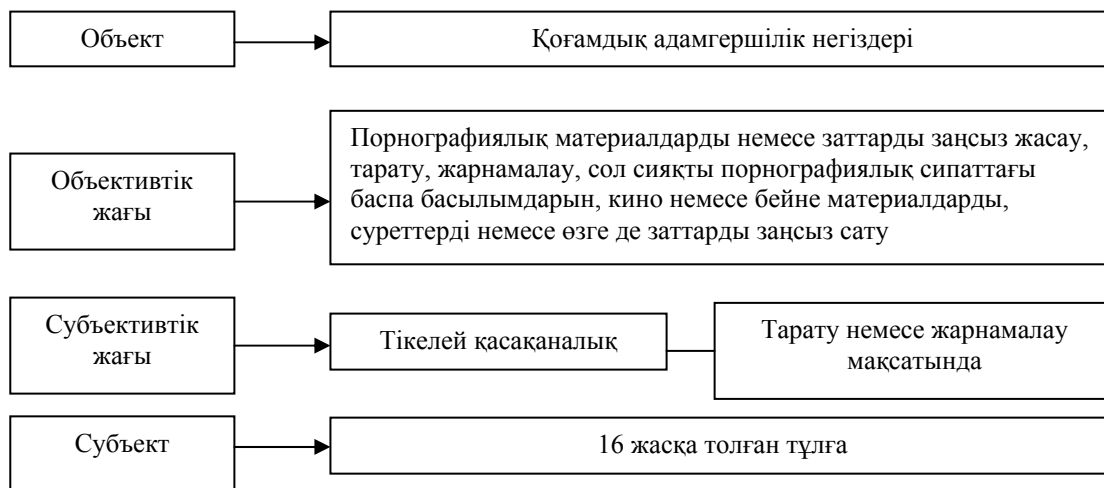 Объект
Қоғамдық адамгершілік негіздері
Объективтік
жағы
Порнографиялық материалдарды немесе заттарды заңсыз жасау,
тарату, жарнамалау, сол сияқты порнографиялық сипаттағы
баспа басылымдарын, кино немесе бейне материалдарды,
суреттерді немесе өзге де заттарды заңсыз сату
Субъективтік
жағы
Тікелей қасақаналық
Тарату немесе жарнамалау
мақсатында
Субъект
16 жасқа толған тұлға